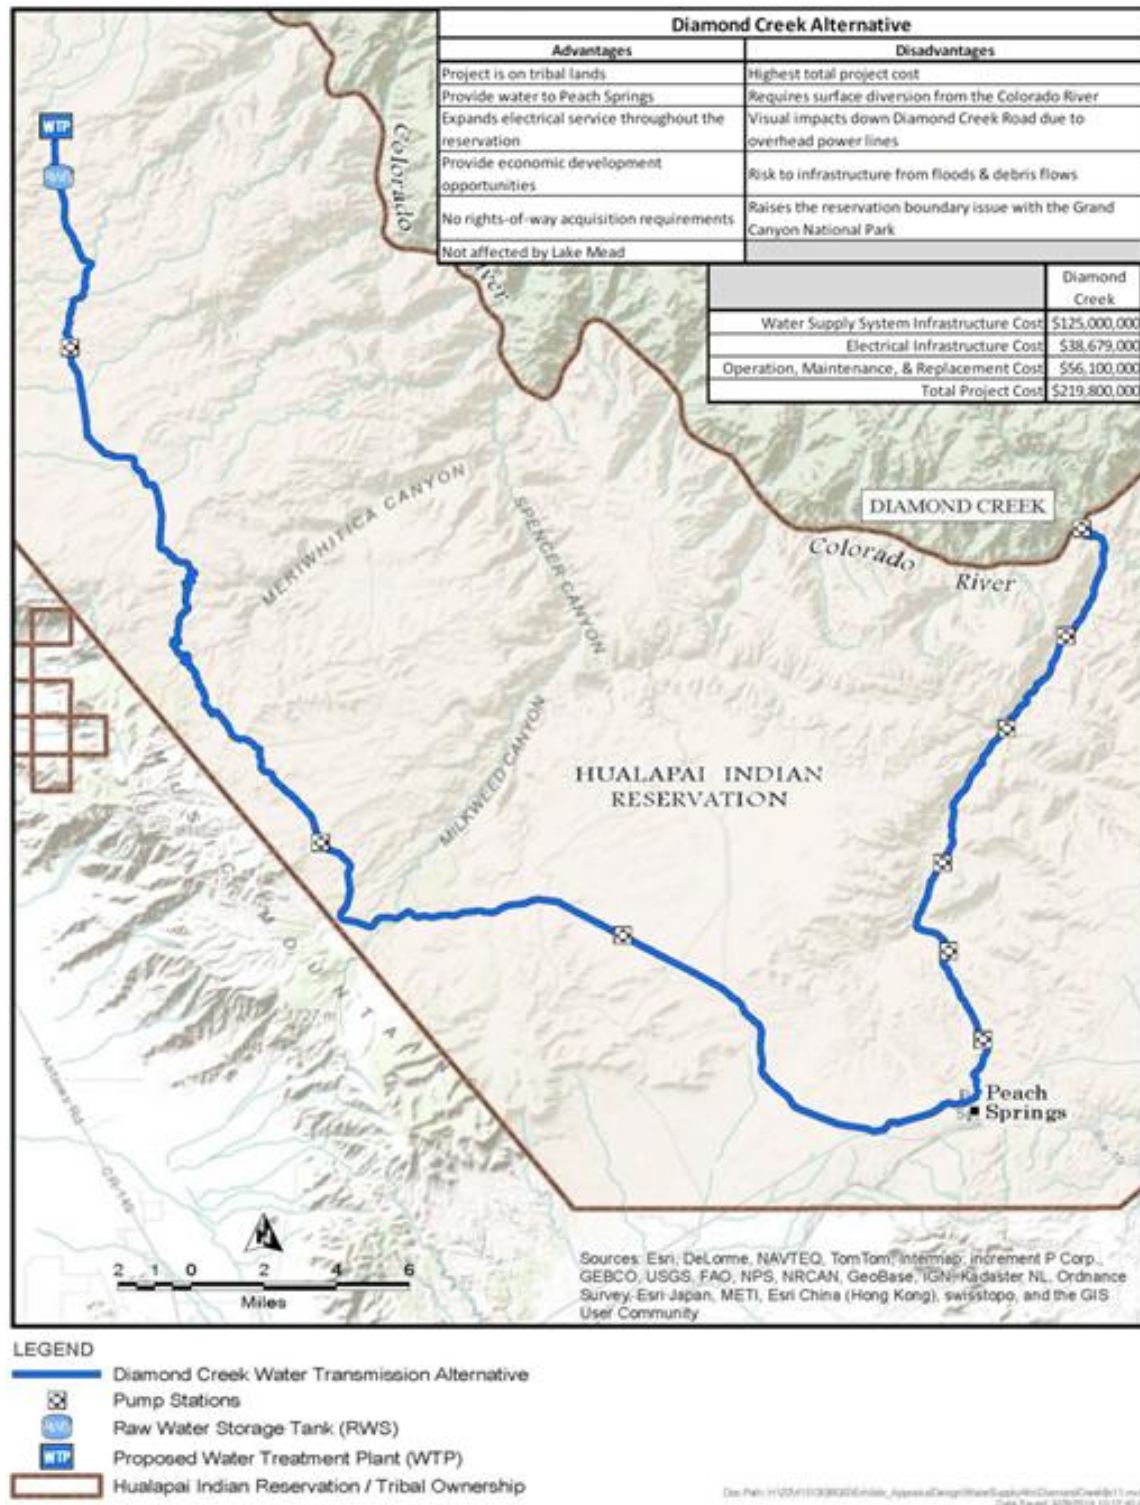 Diamond Creek Alternative
Advantages
Disadvantages
Project is on tribal lands
Highest total project cost
Provide water to Peach Springs
Requires surface diversion from the Colorado River
Expands electrical service throughout the
reservation
Visual impacts down Diamond Creek Road due to
overhead power lines
Provide economic development
opportunities
Risk to infrastructure from floods & debris flows
No rights-of-way acquisition requirements
Raises the reservation boundary issue with the Grand
Canyon National Park
Not affected by Lake Mead
Diamond
Creek
Water Supply System Infrastructure Cost $125,000,000
Electrical Infrastructure Cost $38,679,000
Operation, Maintenance, & Replacement Cost $56,100,000
Total Project Cost $219,800,000
WTP
RWS
Colorado
River
MERIWHITICA CANYON
SPENCER CANYON
MILKWEED CANYON
DIAMOND CREEK
Colorado
River
HUALAPAI INDIAN
RESERVATION
Peach
Springs
MOUNTA
Antares Rd
CR-149
2 1 0 2 4 6
Miles
Sources: Esri, DeLorme, NAVTEQ, TomTom, Intermap, increment P Corp.,
GEBCO, USGS, FAO, NPS, NRCAN, GeoBase, IGN, Kadaster NL, Ordnance
Survey, Esri Japan, METI, Esri China (Hong Kong), swisstopo, and the GIS
User Community
LEGEND
Diamond Creek Water Transmission Alternative
Pump Stations
RWS
Raw Water Storage Tank (RWS)
WTP
Proposed Water Treatment Plant (WTP)
Hualapai Indian Reservation / Tribal Ownership